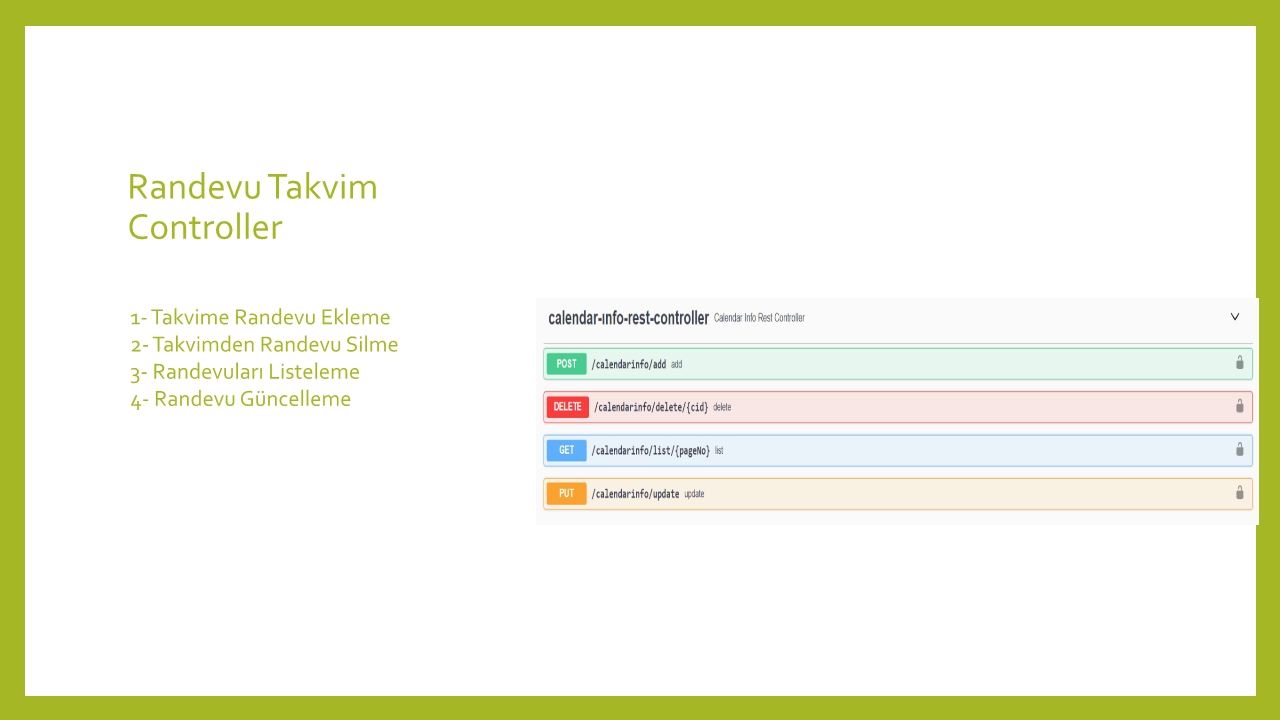 Randevu Takvim
Controller
1- Takvime Randevu Ekleme
2- Takvimden Randevu Silme
3- Randevuları Listeleme
4- Randevu Güncelleme
calendar-ınfo-rest-controller Calendar Info Rest Controller
POST /calendarinfo/add add
DELETE /calendarinfo/delete/{cid} delete
GET /calendarinfo/list/{pageNo} list
PUT /calendarinfo/update update